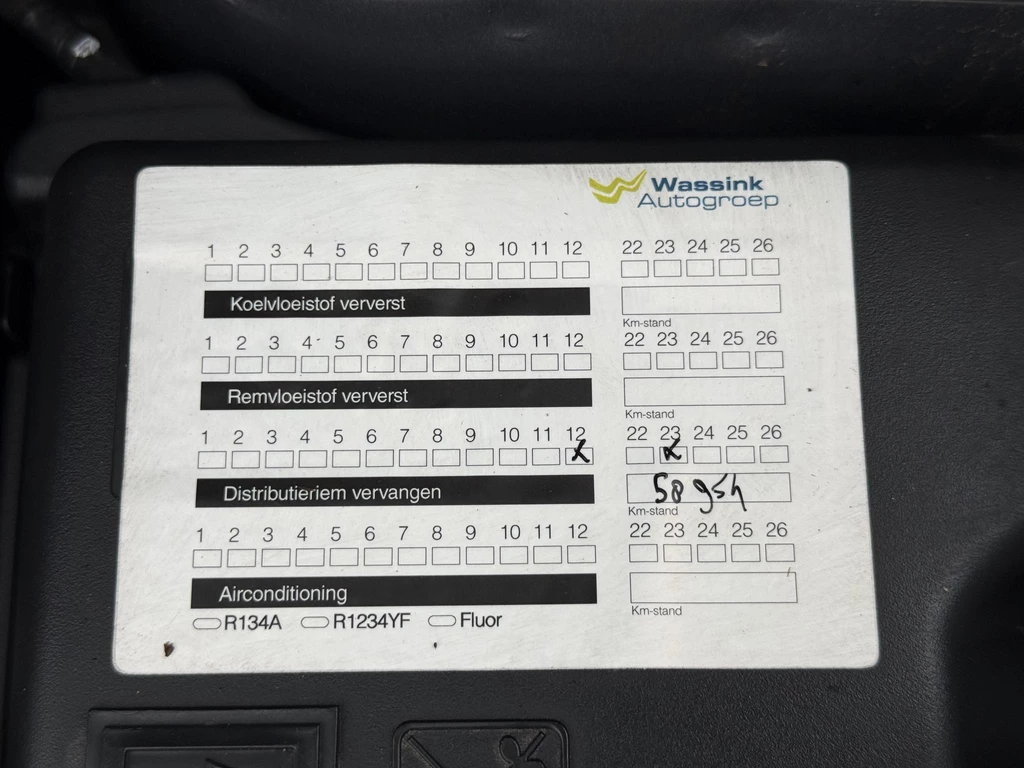 Wassink
Autogroep
1 2 3 4 5 6 7 8 9 10 11 12 22 23 24 25 26
Koelvloeistof ververst
Km-stand
1 2 3 4 5 6 7 8 9 10 11 12 22 23 24 25 26
Remvloeistof ververst
Km-stand
1 2 3 4 5 6 7 8 9 10 11 12 22 23 24 25 26
x x
Distributieriem vervangen 58954
Km-stand
1 2 3 4 5 6 7 8 9 10 11 12 22 23 24 25 26
Airconditioning
Km-stand
R134A R1234YF Fluor